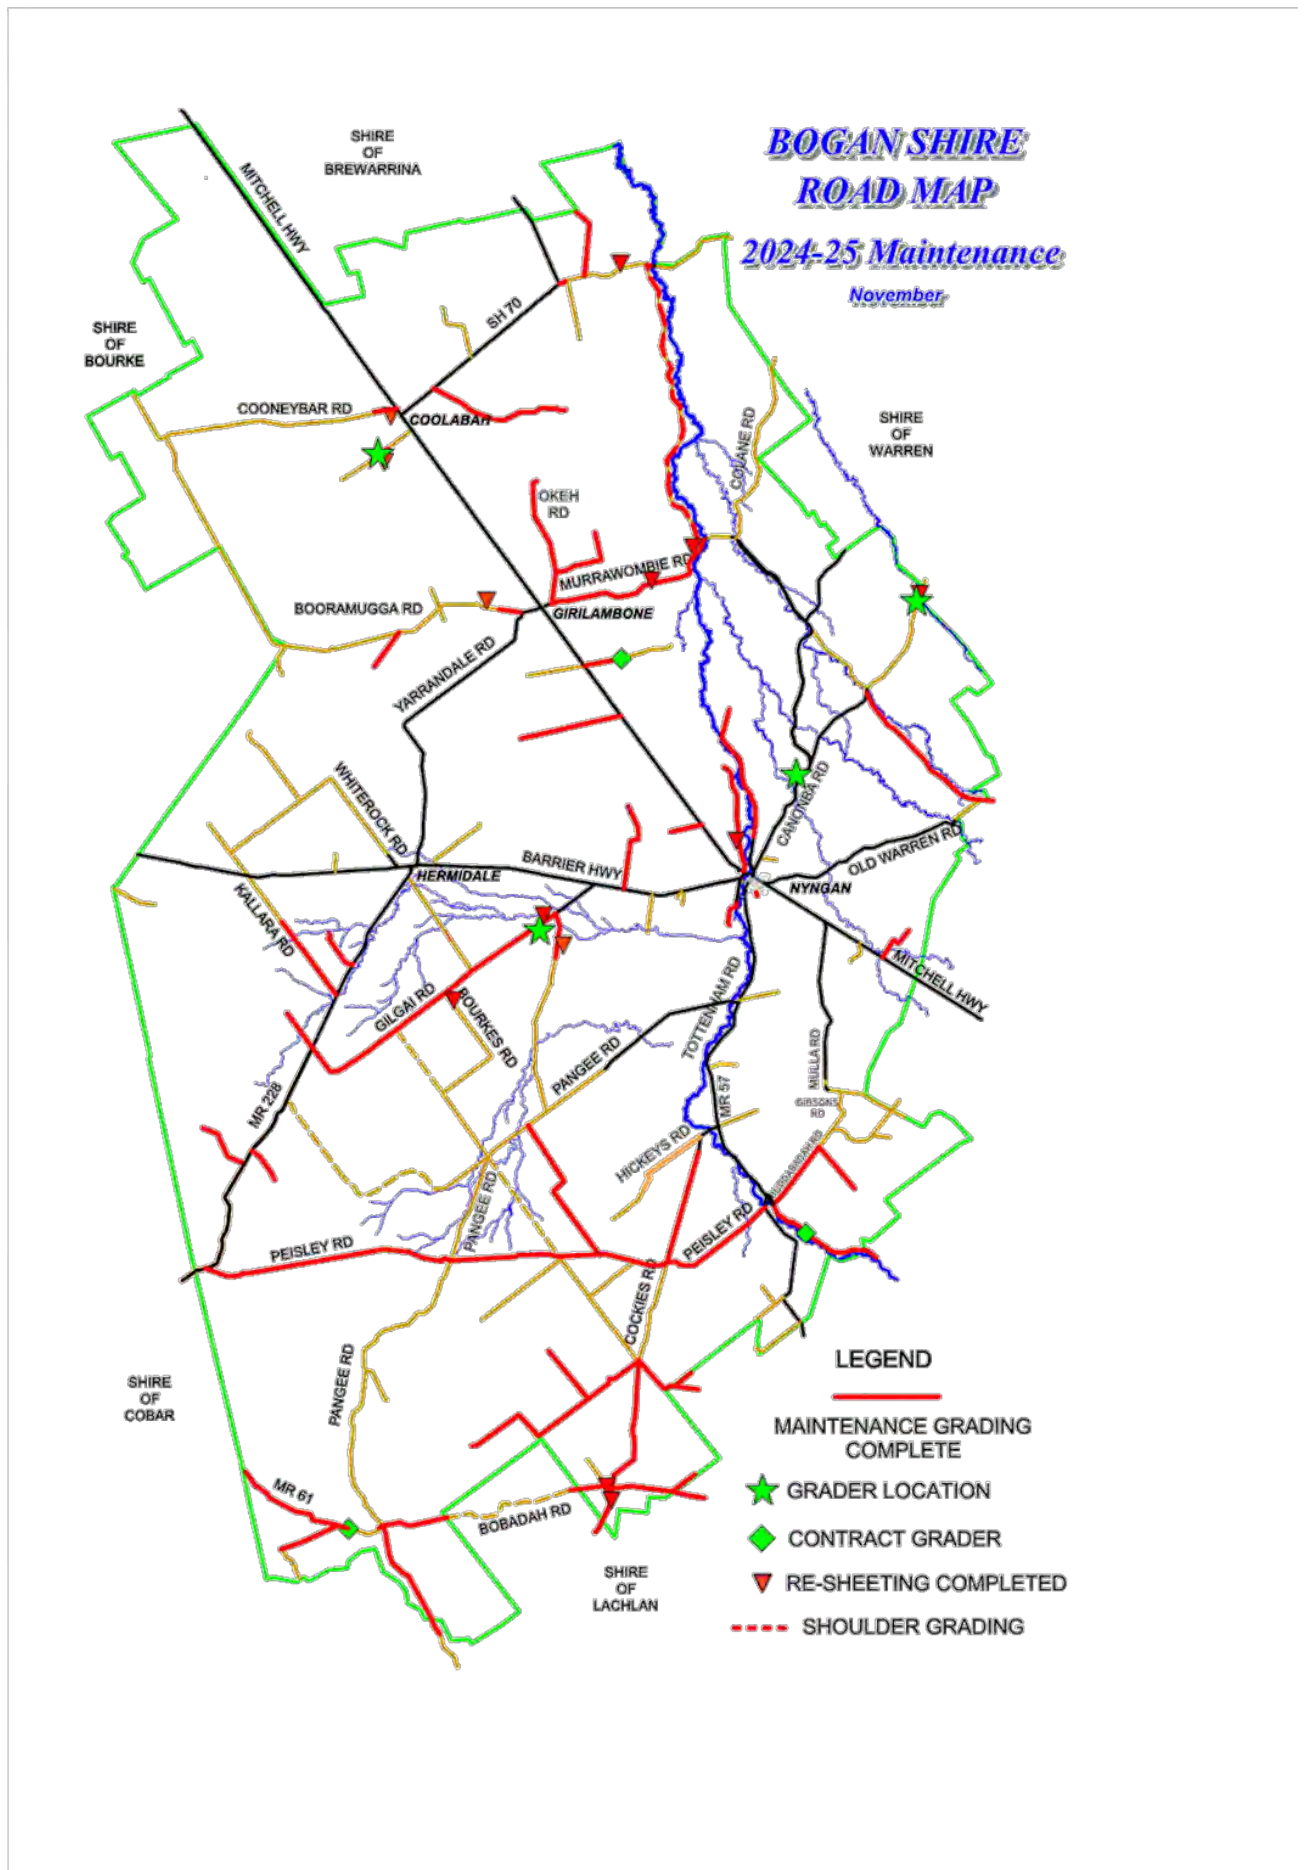 BOGAN SHIRE
ROAD MAP
2024-25 Maintenance
November
SHIRE
OF
BREWARRINA
MITCHELL HWY
SHIRE
OF
BOURKE
SH 70
COONEYBAR RD
COOLABAH
COLANE RD
SHIRE
OF
WARREN
OKEH
RD
MURRAWOMBIE RD
BOORAMUGGA RD
GIRILAMBONE
YARRANDALE RD
WHITEROCK RD
CANONBA RD
OLD WARREN RD
BARRIER HWY
HERMIDALE
NYNGAN
KALLARA RD
MITCHELL HWY
GILGAI RD
BOURKES RD
TOTTENHAM RD
PANGEE RD
MULLA RD
MR 57
GIBSONS
RD
MR 228
HICKEYS RD
PANGEE RD
PEISLEY RD
PEISLEY RD
COCKIES RD
PANGEE RD
SHIRE
OF
COBAR
MR 61
BOBADAH RD
SHIRE
OF
LACHLAN
LEGEND
MAINTENANCE GRADING
COMPLETE
GRADER LOCATION
CONTRACT GRADER
RE-SHEETING COMPLETED
SHOULDER GRADING